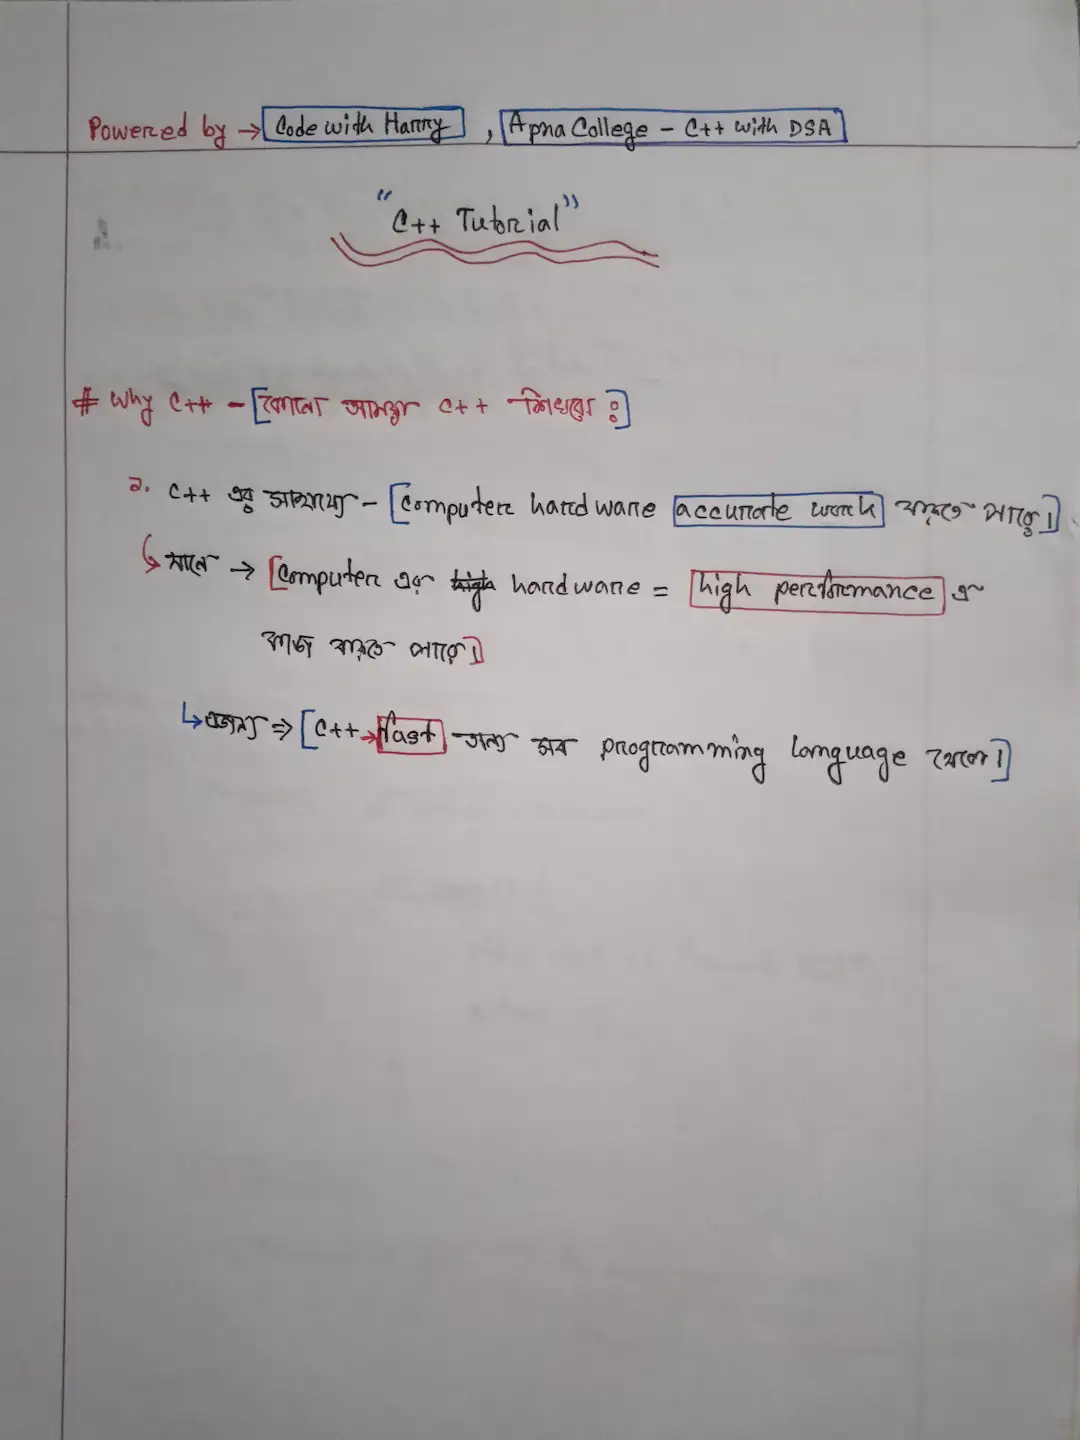 Powered by → Code with Harry , Apna College - C++ with DSA
"C++ Tutorial"
# Why C++ - [কোনো আমরা C++ শিখবো :]
১. C++ এর সাহায্যে - [Computer hardware accurate work করতে পারে।]
মানে → [Computer এর high hardware = high performance এ
কাজ করতে পারে।]
এজন্য ⇒ [C++ → fast অন্য সব programming language থেকে।]